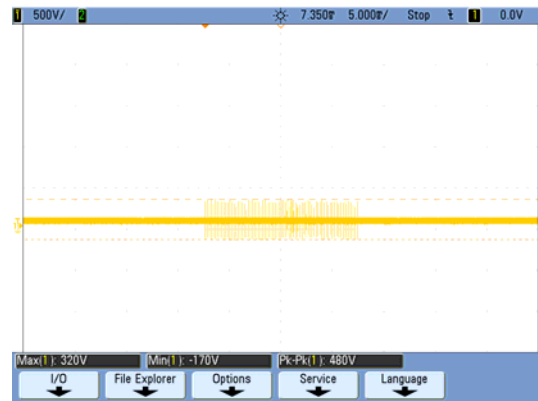 1 500V/ 2 7.350 5.000 / Stop 1 0.0V
Max(1): 320V Min(1): -170V Pk-Pk(1): 480V
I/O File Explorer Options Service Language